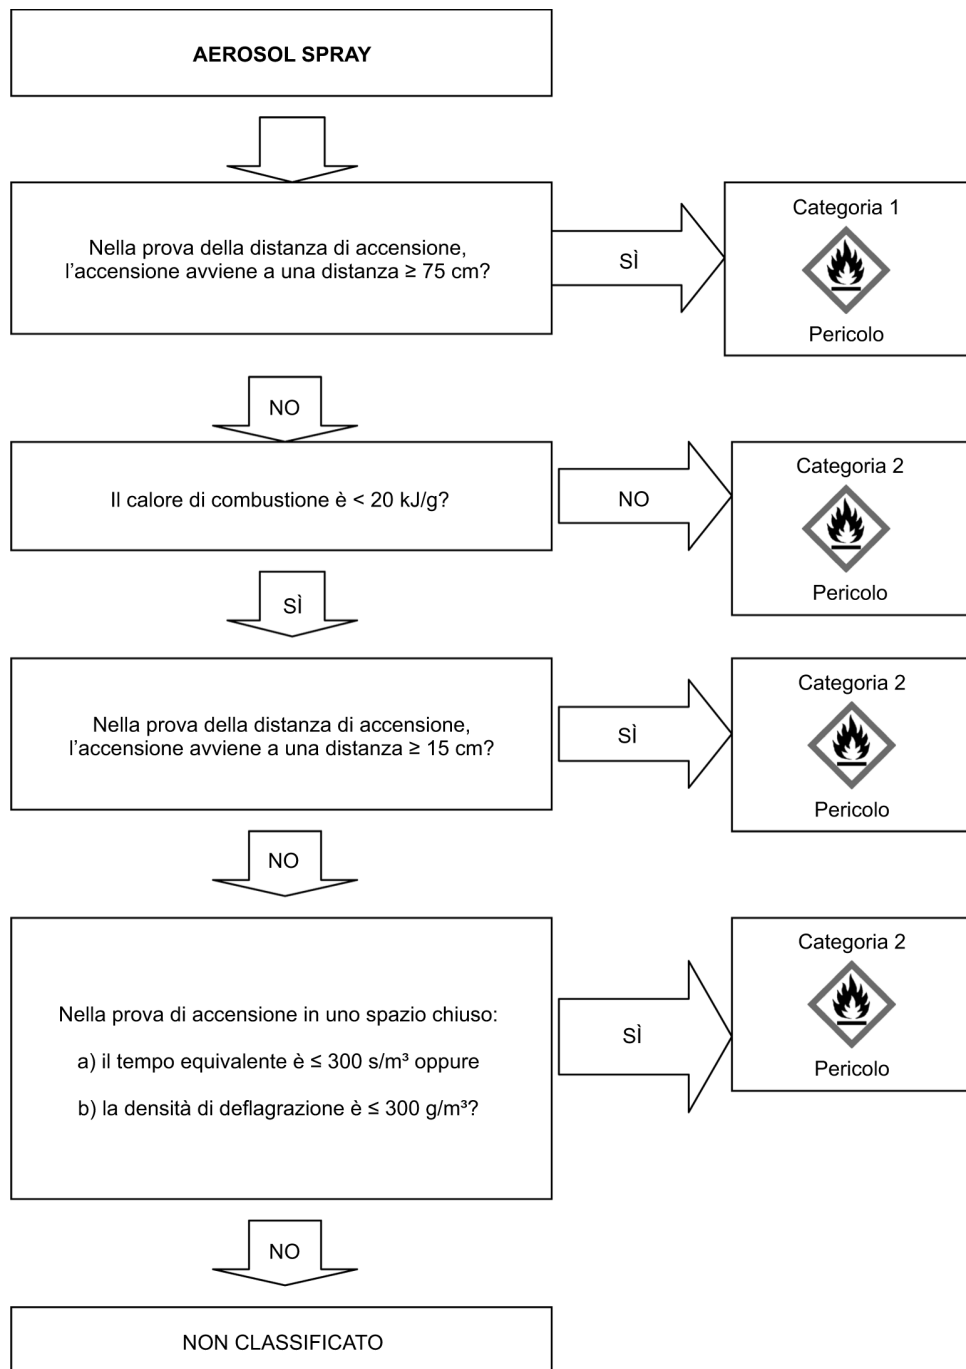 AEROSOL SPRAY
Nella prova della distanza di accensione,
l’accensione avviene a una distanza ≥ 75 cm?
SÌ
Categoria 1
Pericolo
NO
Il calore di combustione è < 20 kJ/g?
NO
Categoria 2
Pericolo
SÌ
Nella prova della distanza di accensione,
l’accensione avviene a una distanza ≥ 15 cm?
SÌ
Categoria 2
Pericolo
NO
Nella prova di accensione in uno spazio chiuso:
a) il tempo equivalente è ≤ 300 s/m³ oppure
b) la densità di deflagrazione è ≤ 300 g/m³?
SÌ
Categoria 2
Pericolo
NO
NON CLASSIFICATO